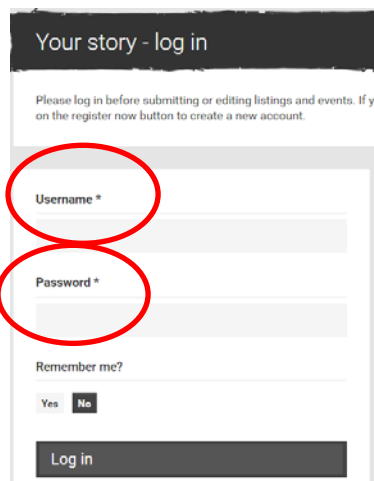 Your story - log in
Please log in before submitting or editing listings and events. If y
on the register now button to create a new account.
Username *
Password *
Remember me?
Yes No
Log in